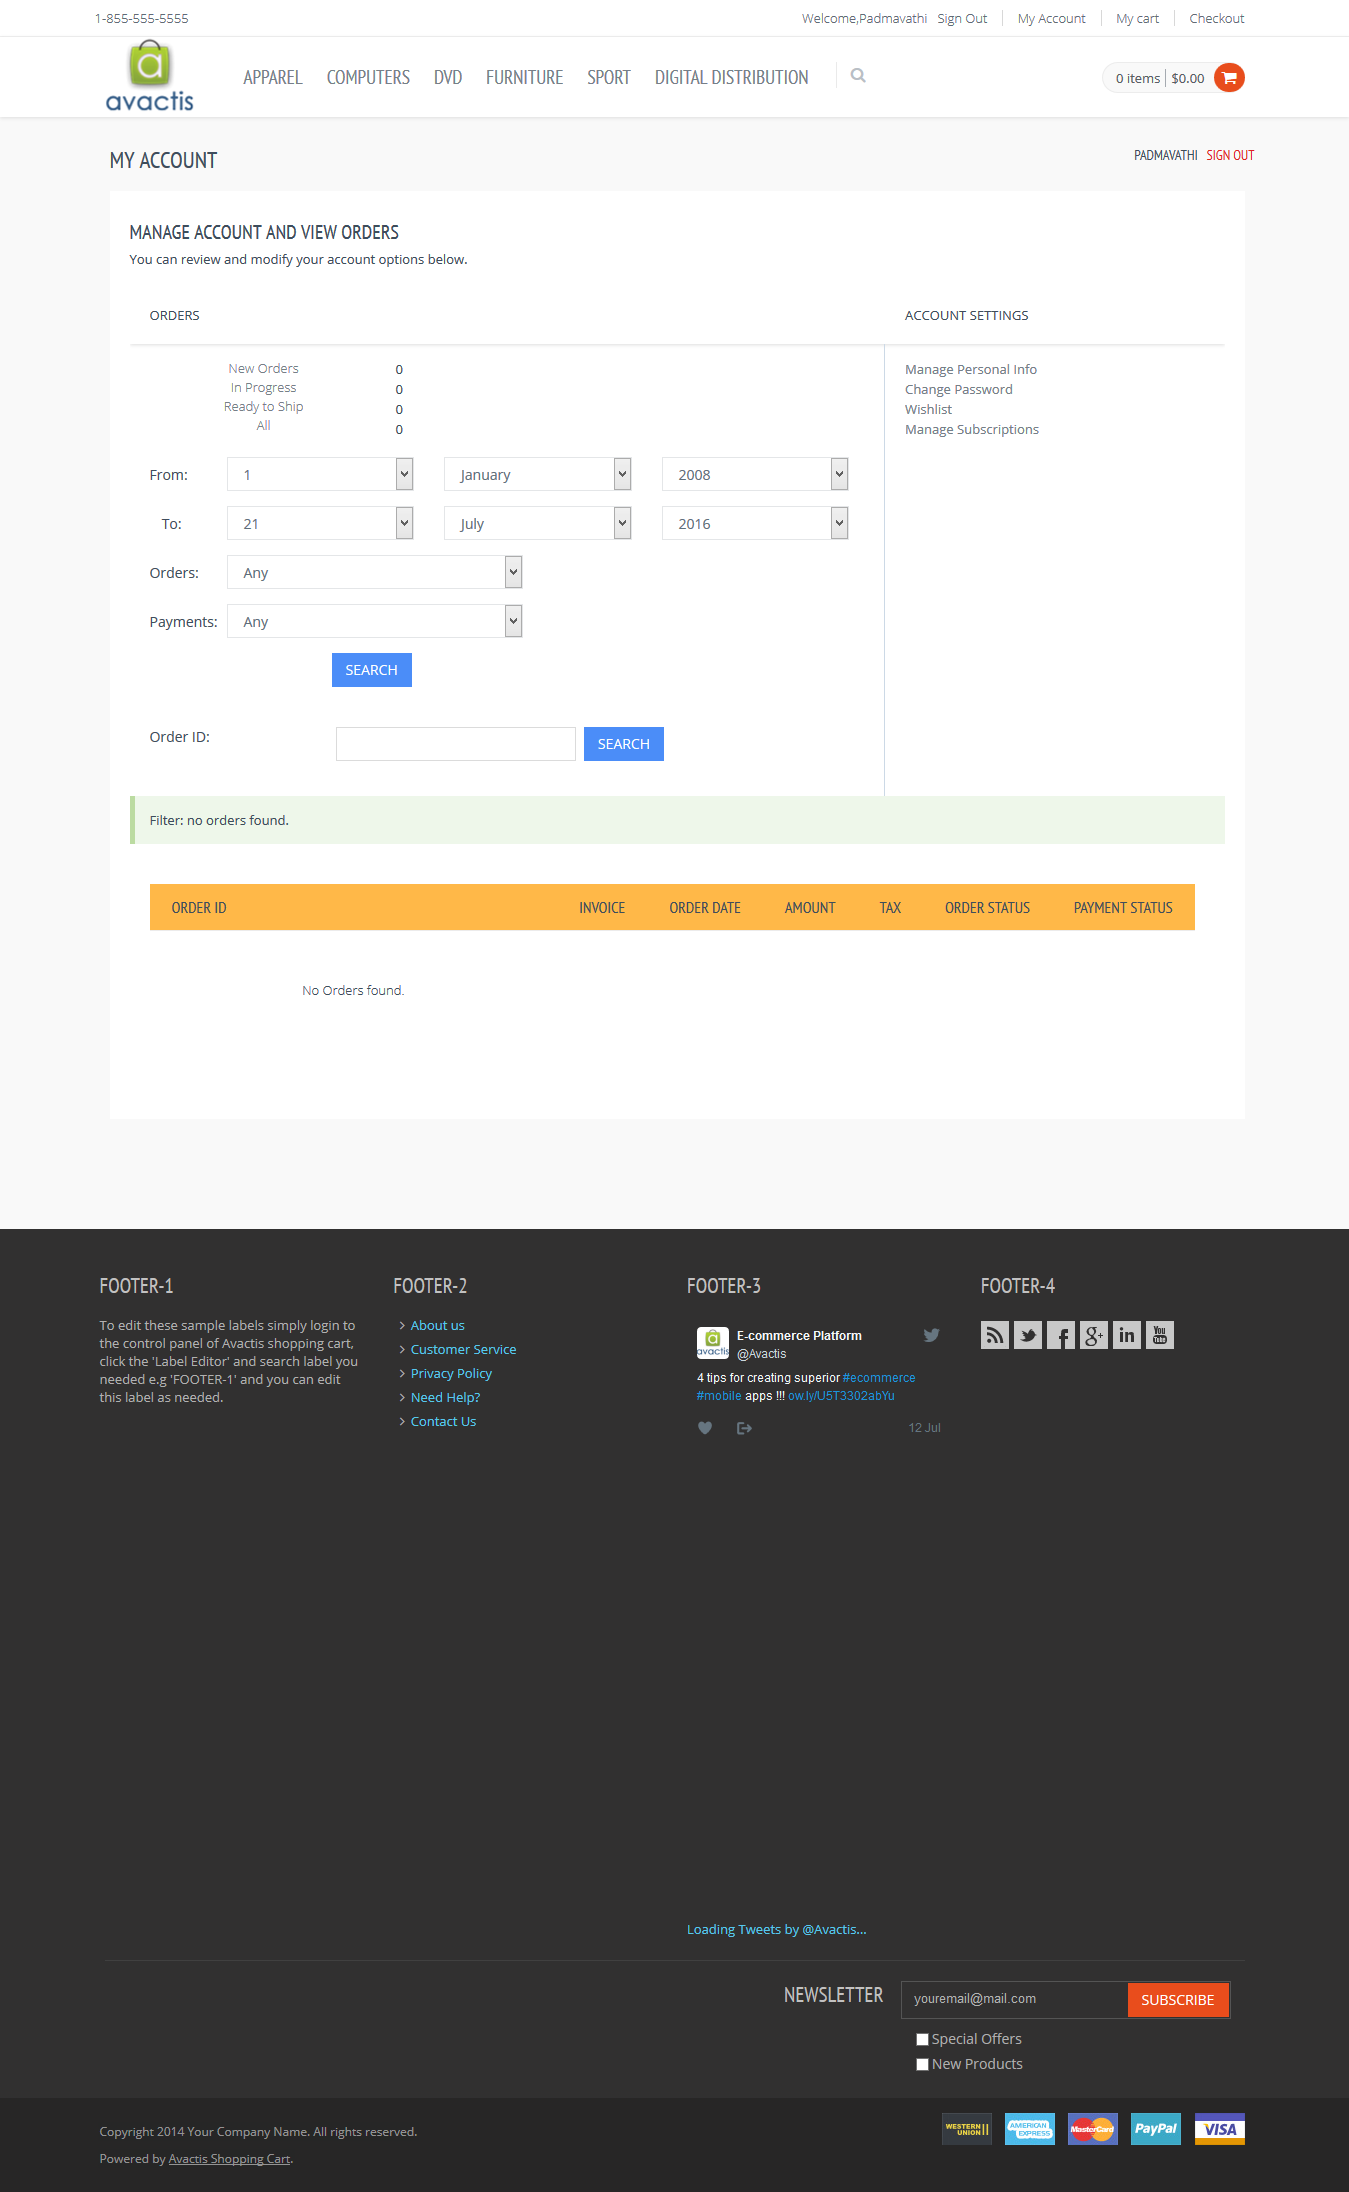 1-855-555-5555
Welcome,Padmavathi Sign Out My Account My cart Checkout
a
avactis
APPAREL COMPUTERS DVD FURNITURE SPORT DIGITAL DISTRIBUTION
0 items $0.00
MY ACCOUNT
PADMAVATHI SIGN OUT
MANAGE ACCOUNT AND VIEW ORDERS
You can review and modify your account options below.
ORDERS
ACCOUNT SETTINGS
New Orders 0
In Progress 0
Ready to Ship 0
All 0
Manage Personal Info
Change Password
Wishlist
Manage Subscriptions
From: 1 January 2008
To: 21 July 2016
Orders: Any
Payments: Any
SEARCH
Order ID: SEARCH
Filter: no orders found.
ORDER ID INVOICE ORDER DATE AMOUNT TAX ORDER STATUS PAYMENT STATUS
No Orders found.
FOOTER-1
To edit these sample labels simply login to
the control panel of Avactis shopping cart,
click the 'Label Editor' and search label you
needed e.g 'FOOTER-1' and you can edit
this label as needed.
FOOTER-2
About us
Customer Service
Privacy Policy
Need Help?
Contact Us
FOOTER-3
a
avactis
E-commerce Platform
@Avactis
4 tips for creating superior #ecommerce
#mobile apps !!! ow.ly/U5T3302abYu
12 Jul
Loading Tweets by @Avactis...
FOOTER-4
g+ in You Tube
NEWSLETTER youremail@mail.com SUBSCRIBE
Special Offers
New Products
Copyright 2014 Your Company Name. All rights reserved.
Powered by Avactis Shopping Cart.
WESTERN UNION
AMERICAN EXPRESS
MasterCard
PayPal
VISA